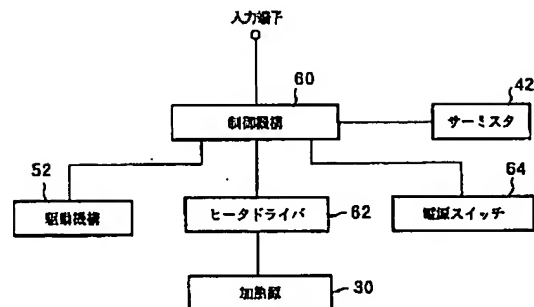 入力端子
60
制御機構
42
サーミスタ
52
駆動機構
ヒータドライバ
62
64
電源スイッチ
加熱源
30